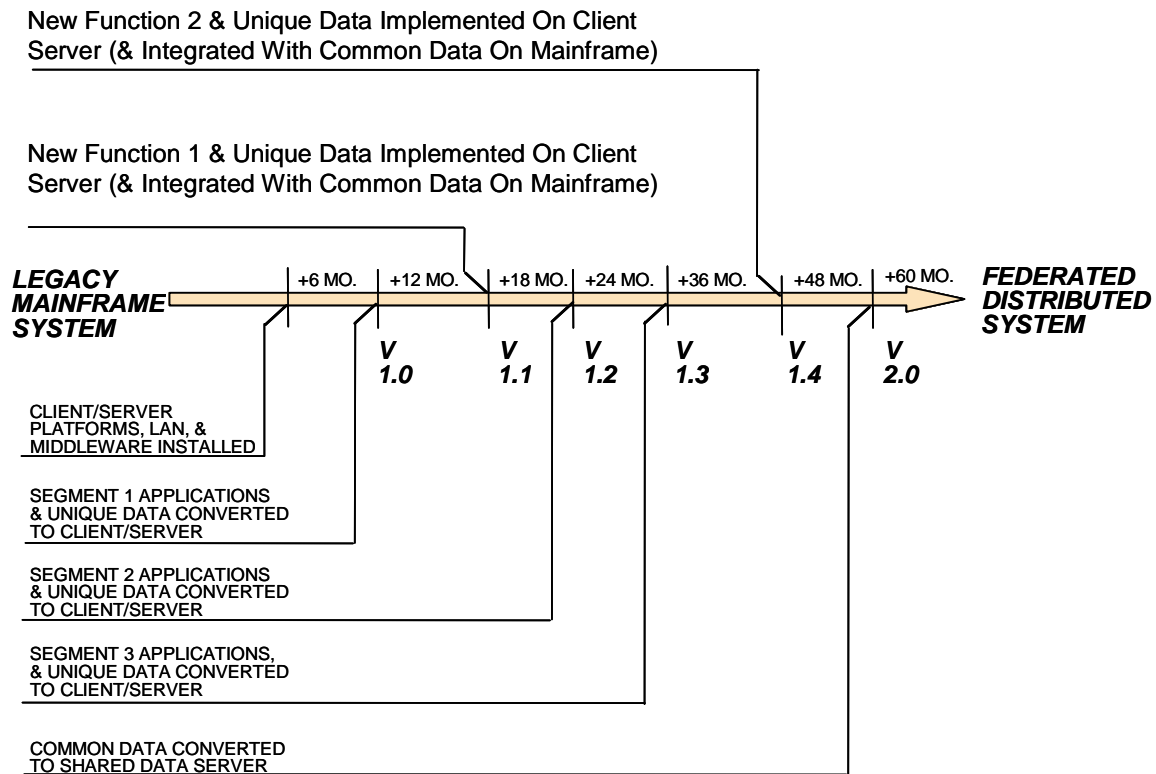 New Function 2 & Unique Data Implemented On Client
Server (& Integrated With Common Data On Mainframe)
New Function 1 & Unique Data Implemented On Client
Server (& Integrated With Common Data On Mainframe)
LEGACY
MAINFRAME
SYSTEM
+6 MO.
+12 MO.
+18 MO.
+24 MO.
+36 MO.
+48 MO.
+60 MO.
FEDERATED
DISTRIBUTED
SYSTEM
V
1.0
V
1.1
V
1.2
V
1.3
V
1.4
V
2.0
CLIENT/SERVER
PLATFORMS, LAN, &
MIDDLEWARE INSTALLED
SEGMENT 1 APPLICATIONS
& UNIQUE DATA CONVERTED
TO CLIENT/SERVER
SEGMENT 2 APPLICATIONS
& UNIQUE DATA CONVERTED
TO CLIENT/SERVER
SEGMENT 3 APPLICATIONS,
& UNIQUE DATA CONVERTED
TO CLIENT/SERVER
COMMON DATA CONVERTED
TO SHARED DATA SERVER